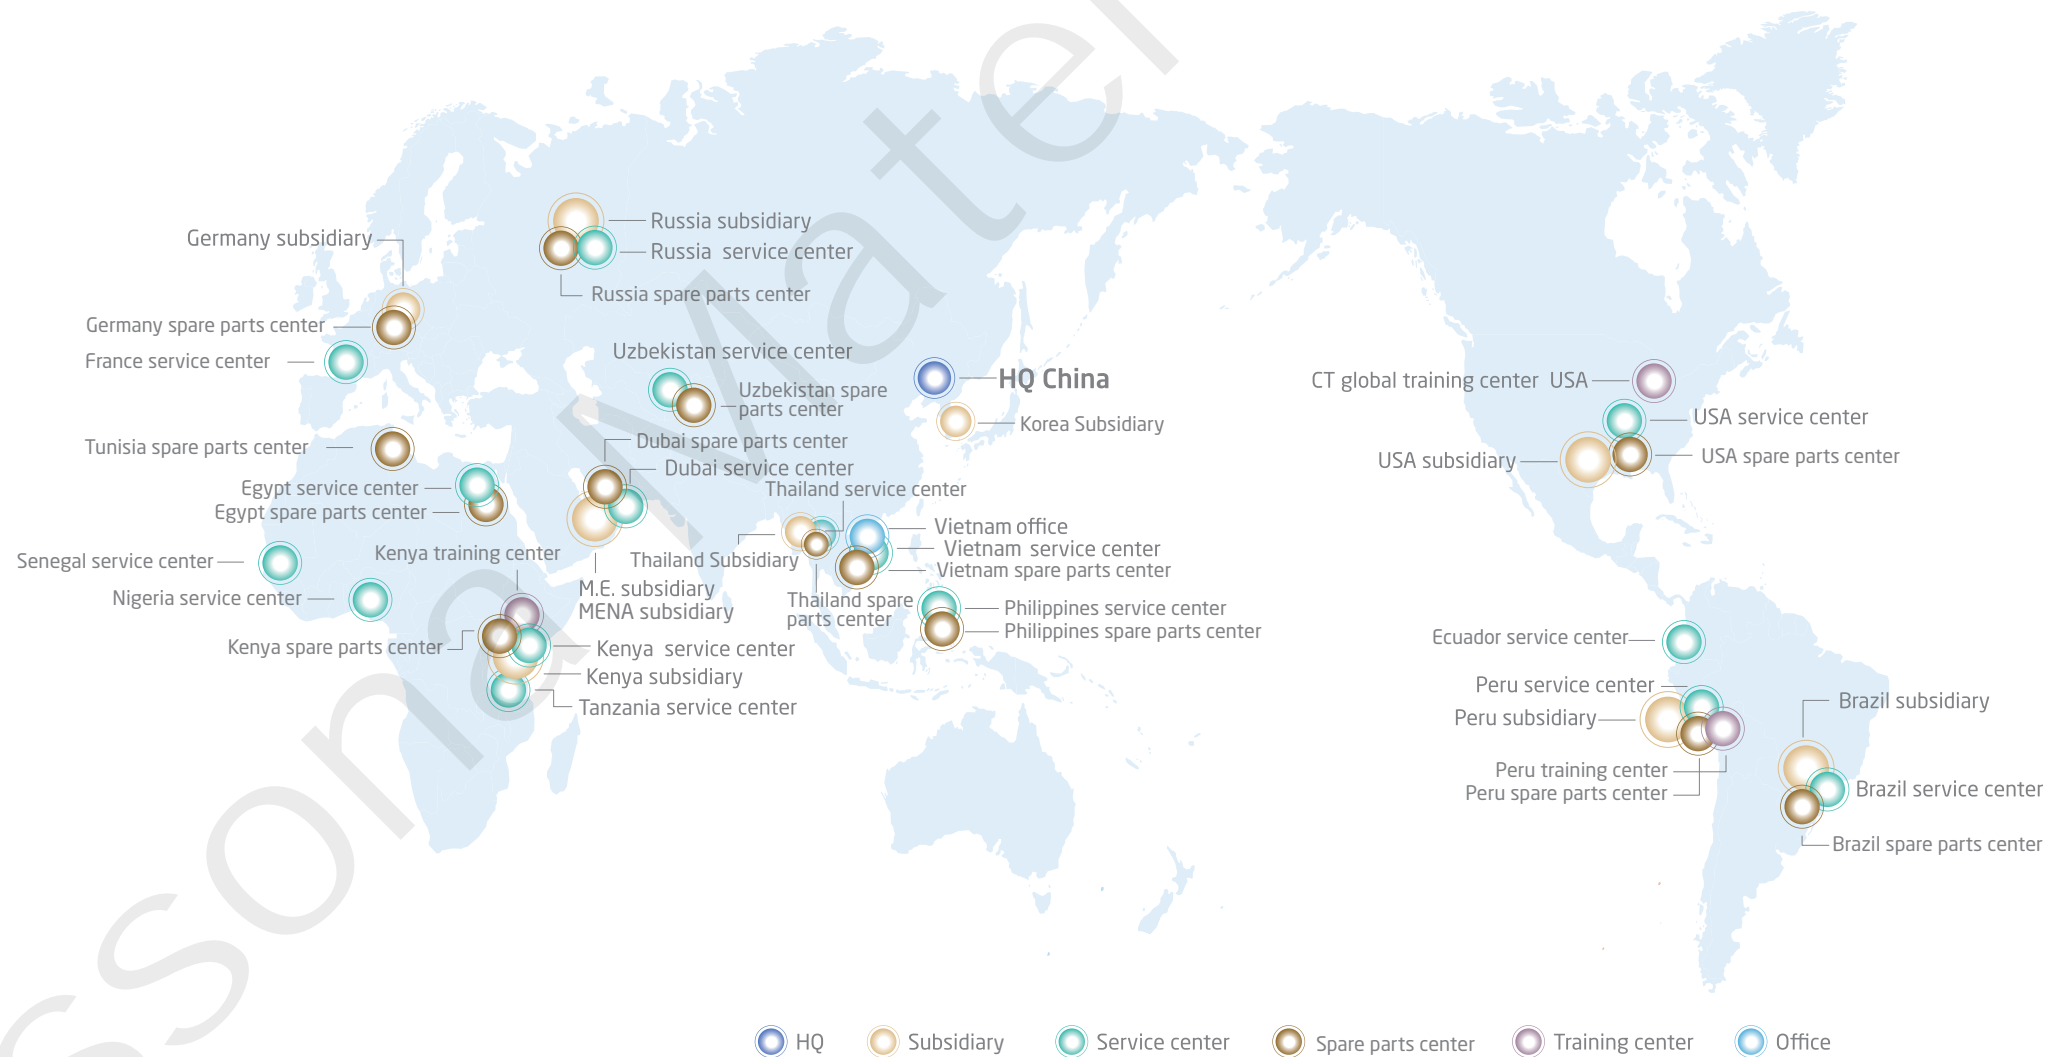 Russia subsidiary
Germany subsidiary
Russia service center
Russia spare parts center
Germany spare parts center
France service center
Uzbekistan service center
Uzbekistan spare
parts center
HQ China
Korea Subsidiary
CT global training center USA
USA service center
USA subsidiary
USA spare parts center
Tunisia spare parts center
Dubai spare parts center
Dubai service center
Egypt service center
Egypt spare parts center
Thailand service center
Vietnam office
Vietnam service center
Vietnam spare parts center
Thailand Subsidiary
Thailand spare
parts center
Senegal service center
Kenya training center
Nigeria service center
M.E. subsidiary
MENA subsidiary
Philippines service center
Philippines spare parts center
Kenya spare parts center
Kenya service center
Kenya subsidiary
Tanzania service center
Ecuador service center
Peru service center
Peru subsidiary
Peru training center
Peru spare parts center
Brazil subsidiary
Brazil service center
Brazil spare parts center
HQ
Subsidiary
Service center
Spare parts center
Training center
Office